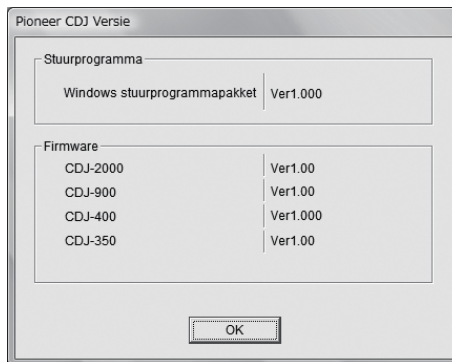 Pioneer CDJ Versie
Stuurprogramma
Windows stuurprogrammapakket Ver1.000
Firmware
CDJ-2000 Ver1.00
CDJ-900 Ver1.00
CDJ-400 Ver1.000
CDJ-350 Ver1.00
OK